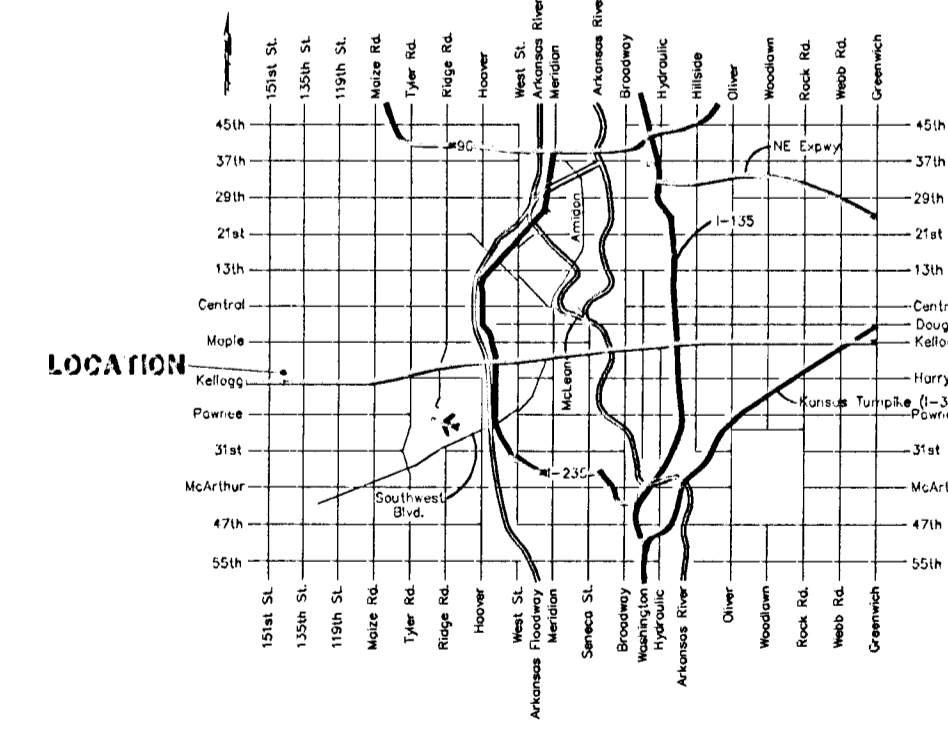 151st St.
135th St.
119th St.
Maize Rd.
Tyler Rd.
Ridge Rd.
Hoover
West St.
Arkansas River
Meridian
Arkansas River
Broadway
Hydraulic
Hillside
Oliver
Woodlawn
Rock Rd.
Webb Rd.
Greenwich
45th
37th
29th
21st
13th
Central
Maple
Kellogg
Pawnee
31st
McArthur
47th
55th
LOCATION
NE Expwy
I-135
Amidon
McLean
Southwest
Blvd.
Kansas Turnpike (I-3
45th
37th
29th
21st
13th
Centr
Doug
Kello
Harry
Pawn
31st
McArt
47th
55th
151st St.
135th St.
119th St.
Maize Rd.
Tyler Rd.
Ridge Rd.
Hoover
West St.
Arkansas Floodway
Meridian
Seneca St.
Broadway
Washington
Hydraulic
Arkansas River
Oliver
Woodlawn
Rock Rd.
Webb Rd.
Greenwich